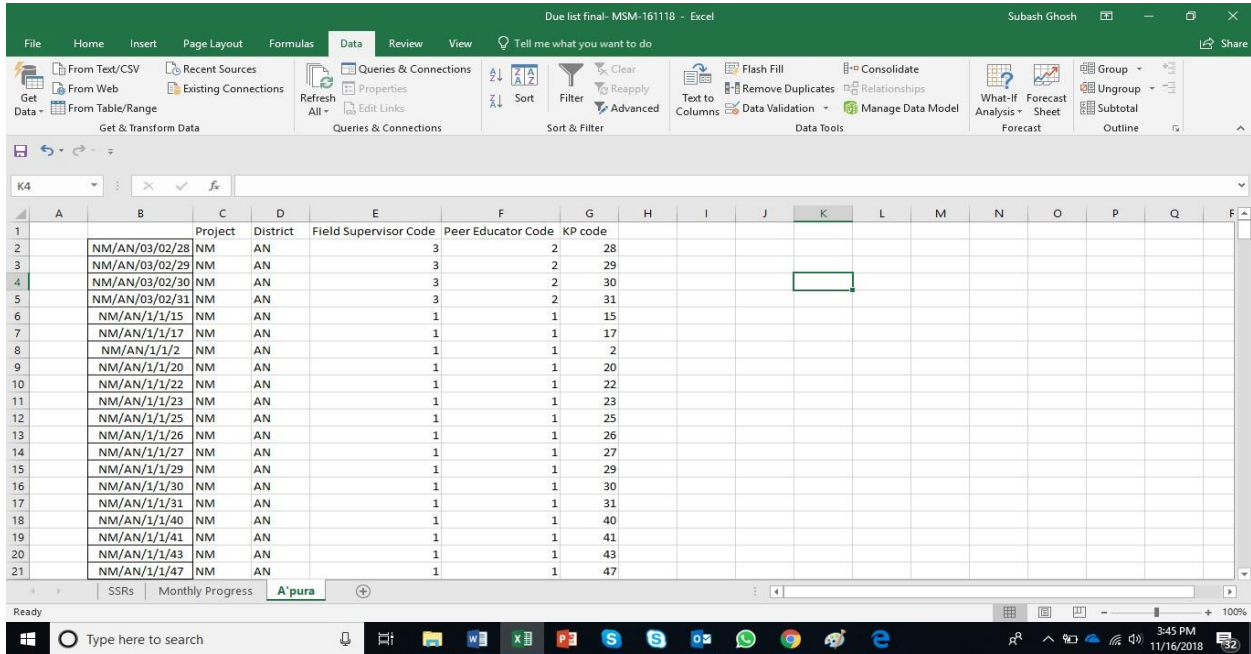 Due list final- MSM-161118 - Excel
Subash Ghosh
File Home Insert Page Layout Formulas Data Review View Tell me what you want to do Share
Get Data
From Text/CSV
From Web
From Table/Range
Recent Sources
Existing Connections
Get & Transform Data
Refresh All
Queries & Connections
Properties
Edit Links
Queries & Connections
Sort
Filter
Clear
Reapply
Advanced
Sort & Filter
Text to Columns
Flash Fill
Remove Duplicates
Data Validation
Consolidate
Relationships
Manage Data Model
Data Tools
What-If Analysis
Forecast Sheet
Forecast
Group
Ungroup
Subtotal
Outline
K4 fx
A B C D E F G H I J K L M N O P Q
1 Project District Field Supervisor Code Peer Educator Code KP code
2 NM/AN/03/02/28 NM AN 3 2 28
3 NM/AN/03/02/29 NM AN 3 2 29
4 NM/AN/03/02/30 NM AN 3 2 30
5 NM/AN/03/02/31 NM AN 3 2 31
6 NM/AN/1/1/15 NM AN 1 1 15
7 NM/AN/1/1/17 NM AN 1 1 17
8 NM/AN/1/1/2 NM AN 1 1 2
9 NM/AN/1/1/20 NM AN 1 1 20
10 NM/AN/1/1/22 NM AN 1 1 22
11 NM/AN/1/1/23 NM AN 1 1 23
12 NM/AN/1/1/25 NM AN 1 1 25
13 NM/AN/1/1/26 NM AN 1 1 26
14 NM/AN/1/1/27 NM AN 1 1 27
15 NM/AN/1/1/29 NM AN 1 1 29
16 NM/AN/1/1/30 NM AN 1 1 30
17 NM/AN/1/1/31 NM AN 1 1 31
18 NM/AN/1/1/40 NM AN 1 1 40
19 NM/AN/1/1/41 NM AN 1 1 41
20 NM/AN/1/1/43 NM AN 1 1 43
21 NM/AN/1/1/47 NM AN 1 1 47
SSRs Monthly Progress A'pura
Ready 100%
Type here to search
3:45 PM
11/16/2018
32